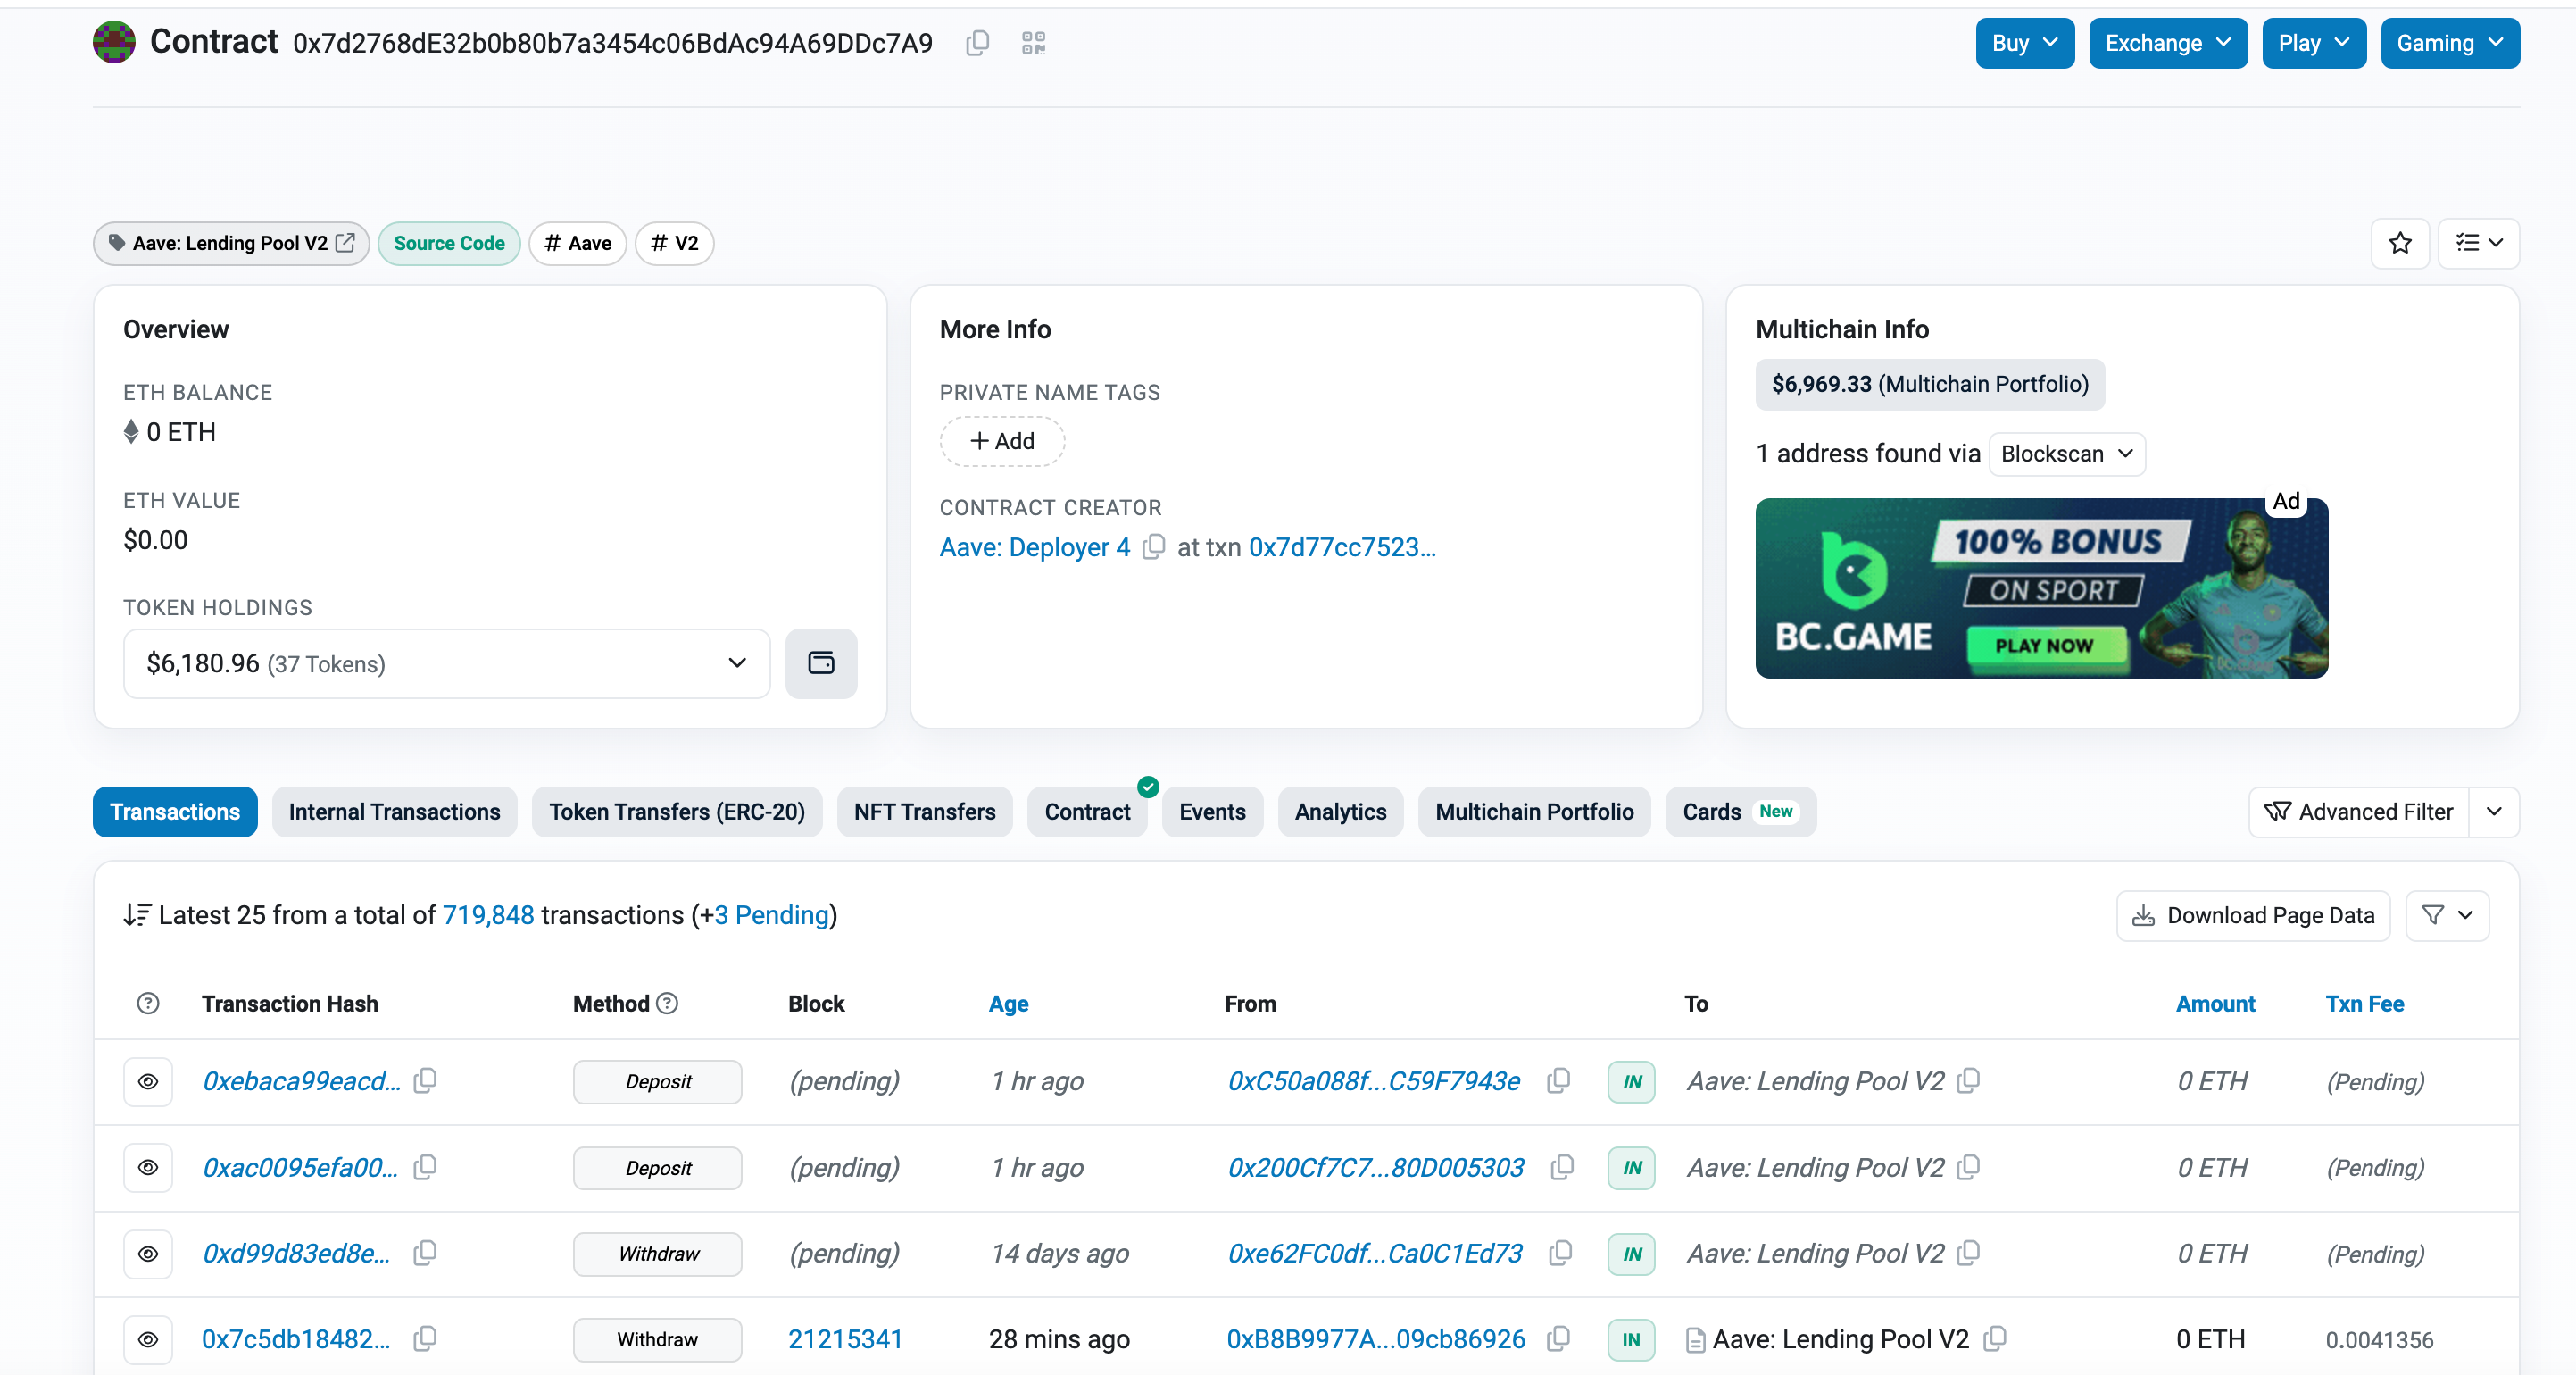 Contract 0x7d2768dE32b0b80b7a3454c06BdAc94A69DDc7A9 Buy Exchange Play Gaming
Aave: Lending Pool V2 Source Code # Aave # V2
Overview
ETH BALANCE
0 ETH
ETH VALUE
$0.00
TOKEN HOLDINGS
$6,180.96 (37 Tokens)
More Info
PRIVATE NAME TAGS
+ Add
CONTRACT CREATOR
Aave: Deployer 4 at txn 0x7d77cc7523...
Multichain Info
$6,969.33 (Multichain Portfolio)
1 address found via Blockscan
Ad
100% BONUS
ON SPORT
BC.GAME
PLAY NOW
Transactions Internal Transactions Token Transfers (ERC-20) NFT Transfers Contract Events Analytics Multichain Portfolio Cards New Advanced Filter
Latest 25 from a total of 719,848 transactions (+3 Pending) Download Page Data
Transaction Hash Method Block Age From To Amount Txn Fee
0xebaca99eacd... Deposit (pending) 1 hr ago 0xC50a088f...C59F7943e IN Aave: Lending Pool V2 0 ETH (Pending)
0xac0095efa00... Deposit (pending) 1 hr ago 0x200Cf7C7...80D005303 IN Aave: Lending Pool V2 0 ETH (Pending)
0xd99d83ed8e... Withdraw (pending) 14 days ago 0xe62FC0df...Ca0C1Ed73 IN Aave: Lending Pool V2 0 ETH (Pending)
0x7c5db18482... Withdraw 21215341 28 mins ago 0xB8B9977A...09cb86926 IN Aave: Lending Pool V2 0 ETH 0.0041356